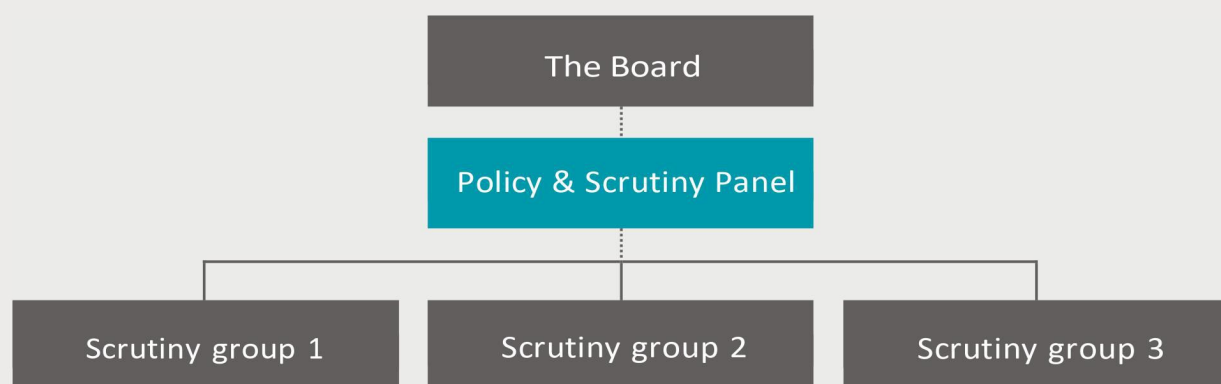 The Board
Policy & Scrutiny Panel
Scrutiny group 1
Scrutiny group 2
Scrutiny group 3